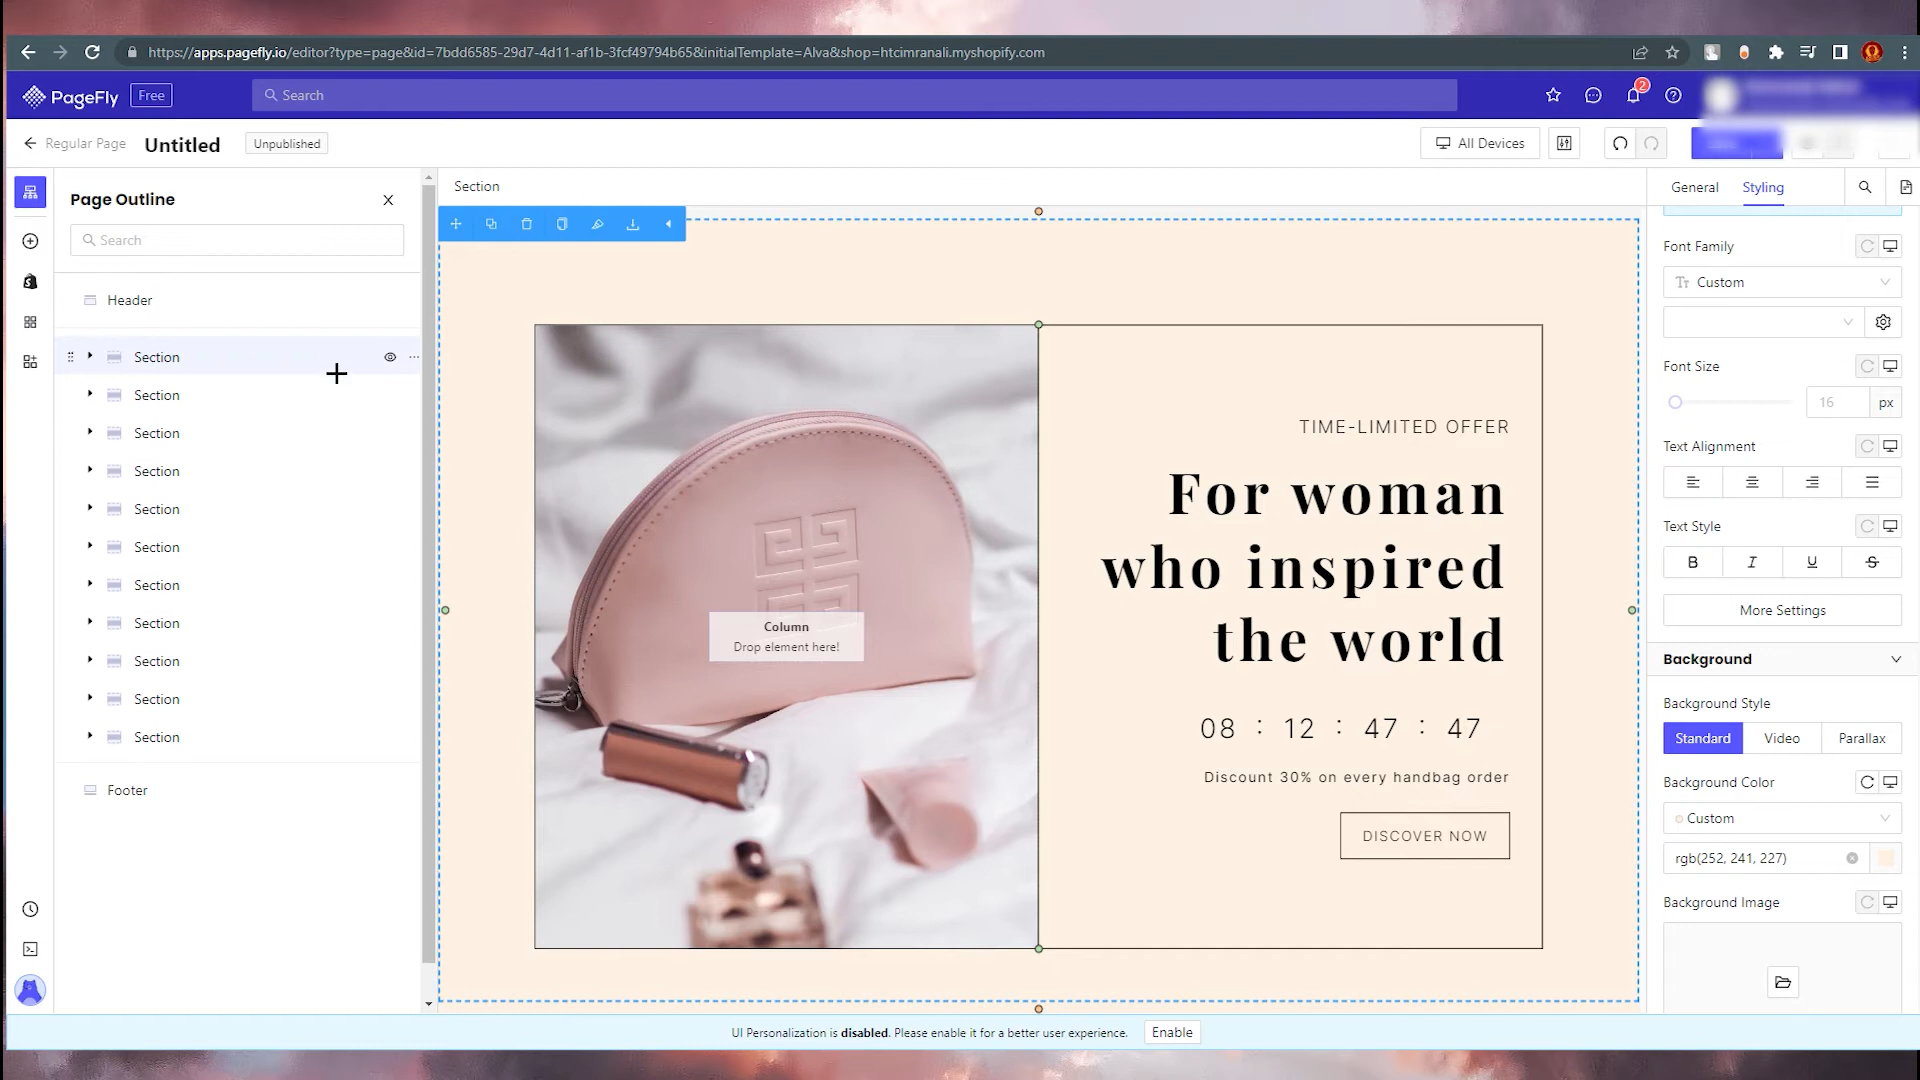 https://apps.pagefly.io/editor?type=page&id=7bdd6585-29d7-4d11-af1b-3fcf49794b65&initialTemplate=Alva&shop=htcimranali.myshopify.com
PageFly
Free
Search
2
Regular Page
Untitled
Unpublished
All Devices
Page Outline
Search
Header
Section
Section
Section
Section
Section
Section
Section
Section
Section
Section
Section
Footer
Section
Column
Drop element here!
TIME-LIMITED OFFER
For woman
who inspired
the world
08 : 12 : 47 : 47
Discount 30% on every handbag order
DISCOVER NOW
General
Styling
Font Family
Custom
Font Size
16
px
Text Alignment
Text Style
B I U S
More Settings
Background
Background Style
Standard
Video
Parallax
Background Color
Custom
rgb(252, 241, 227)
Background Image
UI Personalization is disabled. Please enable it for a better user experience.
Enable